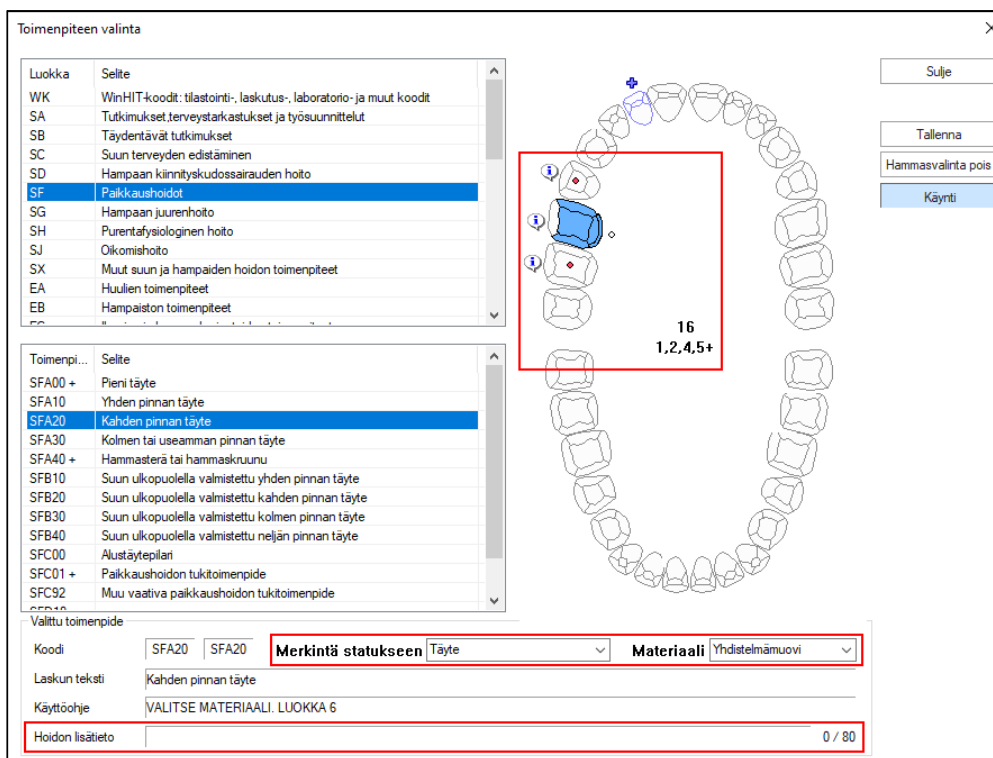 Toimenpiteen valinta
Luokka Selite
WK WinHIT-koodit: tilastointi-, laskutus-, laboratorio- ja muut koodit
SA Tutkimukset,terveystarkastukset ja työsuunnittelut
SB Täydentävät tutkimukset
SC Suun terveyden edistäminen
SD Hampaan kiinnityskudossairauden hoito
SF Paikkaushoidot
SG Hampaan juurenhoito
SH Purentafysiologinen hoito
SJ Oikomishoito
SX Muut suun ja hampaiden hoidon toimenpiteet
EA Huulien toimenpiteet
EB Hampaiston toimenpiteet
Sulje
Tallenna
Hammasvalinta pois
Käynti
16
1,2,4,5+
Toimenpi... Selite
SFA00 + Pieni täyte
SFA10 Yhden pinnan täyte
SFA20 Kahden pinnan täyte
SFA30 Kolmen tai useamman pinnan täyte
SFA40 + Hammasterä tai hammaskruunu
SFB10 Suun ulkopuolella valmistettu yhden pinnan täyte
SFB20 Suun ulkopuolella valmistettu kahden pinnan täyte
SFB30 Suun ulkopuolella valmistettu kolmen pinnan täyte
SFB40 Suun ulkopuolella valmistettu neljän pinnan täyte
SFC00 Alustäytepilari
SFC01 + Paikkaushoidon tukitoimenpide
SFC92 Muu vaativa paikkaushoidon tukitoimenpide
Valittu toimenpide
Koodi SFA20 SFA20 Merkintä statukseen Täyte Materiaali Yhdistelmämuovi
Laskun teksti Kahden pinnan täyte
Käyttöohje VALITSE MATERIAALI. LUOKKA 6
Hoidon lisätieto 0 / 80